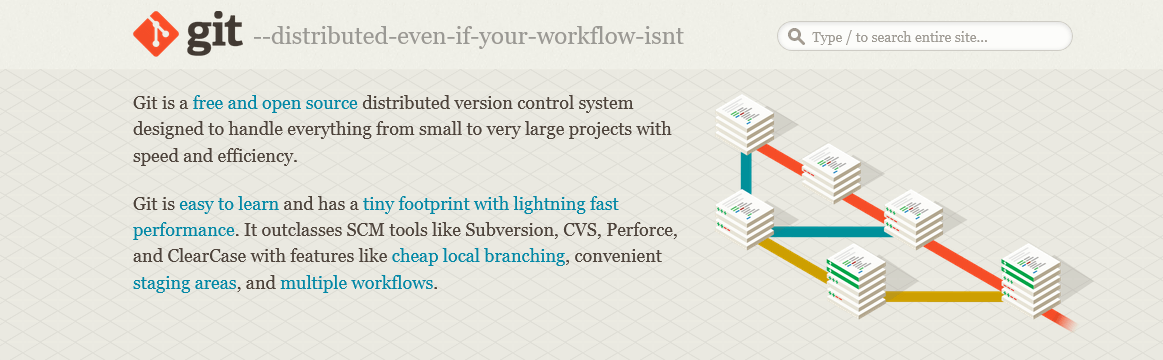 git --distributed-even-if-your-workflow-isnt
Type / to search entire site...
Git is a free and open source distributed version control system
designed to handle everything from small to very large projects with
speed and efficiency.
Git is easy to learn and has a tiny footprint with lightning fast
performance. It outclasses SCM tools like Subversion, CVS, Perforce,
and ClearCase with features like cheap local branching, convenient
staging areas, and multiple workflows.